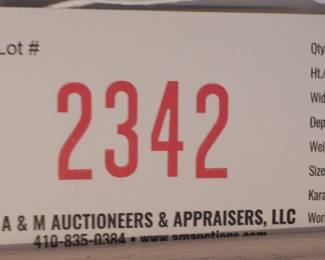 Lot #
2342
A & M AUCTIONEERS & APPRAISERS, LLC
410-835-0384 • www.amauctions.com
Qty
Ht.
Wid
Dep
Wei
Size
Kara
Wor